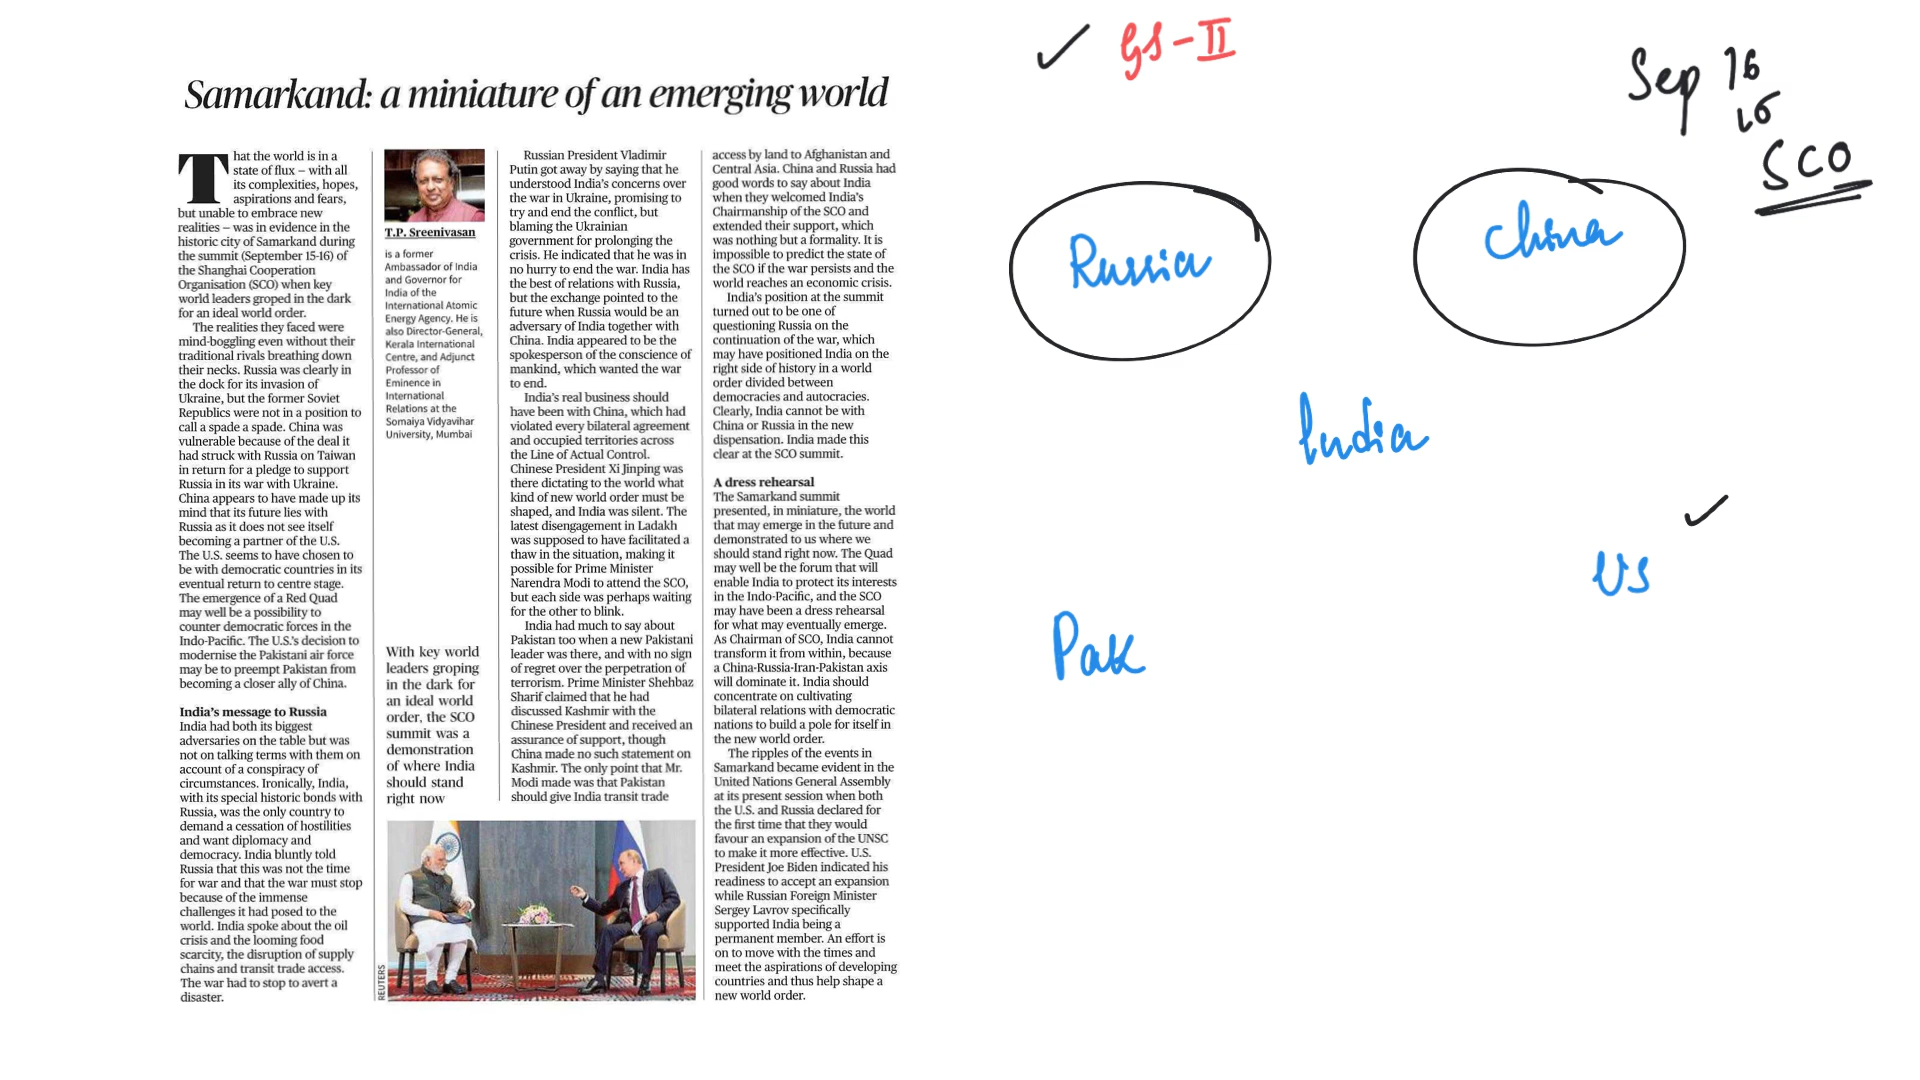 Samarkand: a miniature of an emerging world
That the world is in a
state of flux – with all
its complexities, hopes,
aspirations and fears,
but unable to embrace new
realities – was in evidence in the
historic city of Samarkand during
the summit (September 15-16) of
the Shanghai Cooperation
Organisation (SCO) when key
world leaders groped in the dark
for an ideal world order.
The realities they faced were
mind-boggling even without their
traditional rivals breathing down
their necks. Russia was clearly in
the dock for its invasion of
Ukraine, but the former Soviet
Republics were not in a position to
call a spade a spade. China was
vulnerable because of the deal it
had struck with Russia on Taiwan
in return for a pledge to support
Russia in its war with Ukraine.
China appears to have made up its
mind that its future lies with
Russia as it does not see itself
becoming a partner of the U.S.
The U.S. seems to have chosen to
be with democratic countries in its
eventual return to centre stage.
The emergence of a Red Quad
may well be a possibility to
counter democratic forces in the
Indo-Pacific. The U.S.'s decision to
modernise the Pakistani air force
may be to preempt Pakistan from
becoming a closer ally of China.
India's message to Russia
India had both its biggest
adversaries on the table but was
not on talking terms with them on
account of a conspiracy of
circumstances. Ironically, India,
with its special historic bonds with
Russia, was the only country to
demand a cessation of hostilities
and want diplomacy and
democracy. India bluntly told
Russia that this was not the time
for war and that the war must stop
because of the immense
challenges it had posed to the
world. India spoke about the oil
crisis and the looming food
scarcity, the disruption of supply
chains and transit trade access.
The war had to stop to avert a
disaster.
T.P. Sreenivasan
is a former
Ambassador of India
and Governor for
India of the
International Atomic
Energy Agency. He is
also Director-General,
Kerala International
Centre, and Adjunct
Professor of
Eminence in
International
Relations at the
Somaiya Vidyavihar
University, Mumbai
With key world
leaders groping
in the dark for
an ideal world
order, the SCO
summit was a
demonstration
of where India
should stand
right now
REUTERS
Russian President Vladimir
Putin got away by saying that he
understood India's concerns over
the war in Ukraine, promising to
try and end the conflict, but
blaming the Ukrainian
government for prolonging the
crisis. He indicated that he was in
no hurry to end the war. India has
the best of relations with Russia,
but the exchange pointed to the
future when Russia would be an
adversary of India together with
China. India appeared to be the
spokesperson of the conscience of
mankind, which wanted the war
to end.
India's real business should
have been with China, which had
violated every bilateral agreement
and occupied territories across
the Line of Actual Control.
Chinese President Xi Jinping was
there dictating to the world what
kind of new world order must be
shaped, and India was silent. The
latest disengagement in Ladakh
was supposed to have facilitated a
thaw in the situation, making it
possible for Prime Minister
Narendra Modi to attend the SCO,
but each side was perhaps waiting
for the other to blink.
India had much to say about
Pakistan too when a new Pakistani
leader was there, and with no sign
of regret over the perpetration of
terrorism. Prime Minister Shehbaz
Sharif claimed that he had
discussed Kashmir with the
Chinese President and received an
assurance of support, though
China made no such statement on
Kashmir. The only point that Mr.
Modi made was that Pakistan
should give India transit trade
access by land to Afghanistan and
Central Asia. China and Russia had
good words to say about India
when they welcomed India's
Chairmanship of the SCO and
extended their support, which
was nothing but a formality. It is
impossible to predict the state of
the SCO if the war persists and the
world reaches an economic crisis.
India's position at the summit
turned out to be one of
questioning Russia on the
continuation of the war, which
may have positioned India on the
right side of history in a world
order divided between
democracies and autocracies.
Clearly, India cannot be with
China or Russia in the new
dispensation. India made this
clear at the SCO summit.
A dress rehearsal
The Samarkand summit
presented, in miniature, the world
that may emerge in the future and
demonstrated to us where we
should stand right now. The Quad
may well be the forum that will
enable India to protect its interests
in the Indo-Pacific, and the SCO
may have been a dress rehearsal
for what may eventually emerge.
As Chairman of SCO, India cannot
transform it from within, because
a China-Russia-Iran-Pakistan axis
will dominate it. India should
concentrate on cultivating
bilateral relations with democratic
nations to build a pole for itself in
the new world order.
The ripples of the events in
Samarkand became evident in the
United Nations General Assembly
at its present session when both
the U.S. and Russia declared for
the first time that they would
favour an expansion of the UNSC
to make it more effective. U.S.
President Joe Biden indicated his
readiness to accept an expansion
while Russian Foreign Minister
Sergey Lavrov specifically
supported India being a
permanent member. An effort is
on to move with the times and
meet the aspirations of developing
countries and thus help shape a
new world order.
✓ GS-II
Sep 16
16
SCO
Russia
China
India
✓
US
Pak